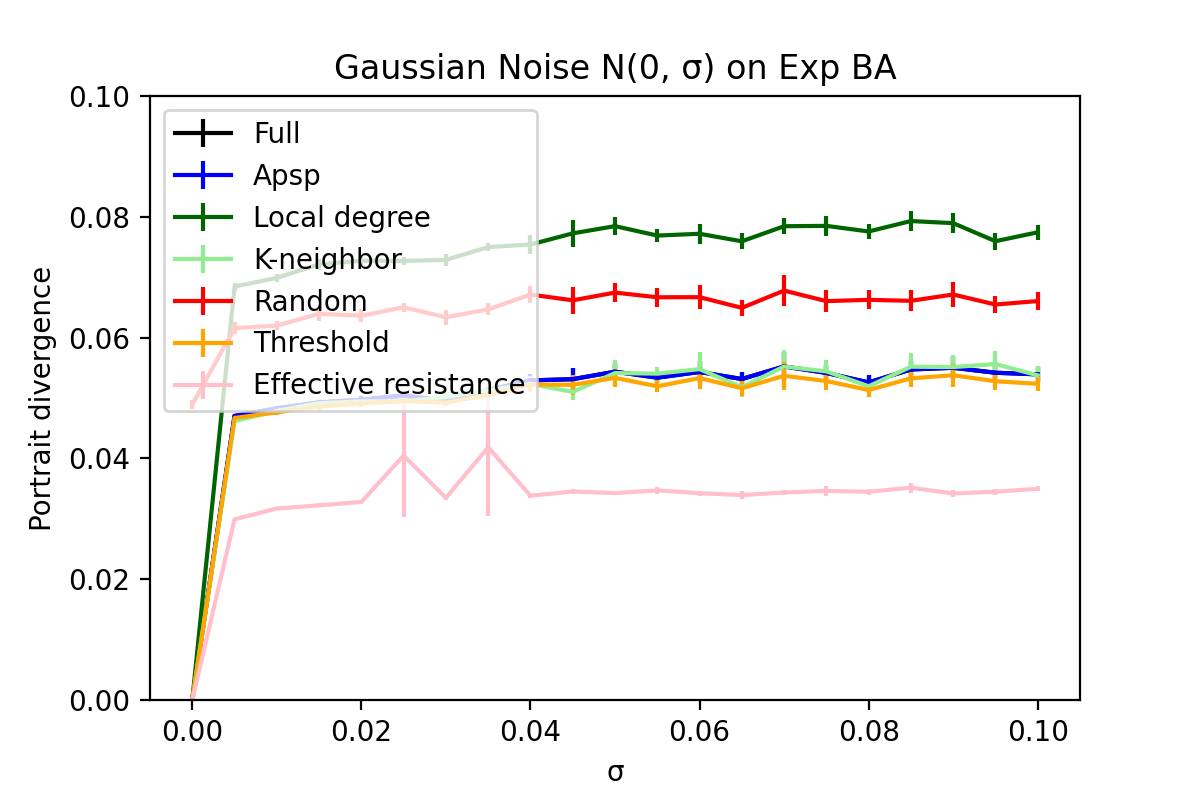 Gaussian Noise N(0, σ) on Exp BA
Portrait divergence
0.10
0.08
0.06
0.04
0.02
0.00
Full
Apsp
Local degree
K-neighbor
Random
Threshold
Effective resistance
0.00 0.02 0.04 0.06 0.08 0.10
σ